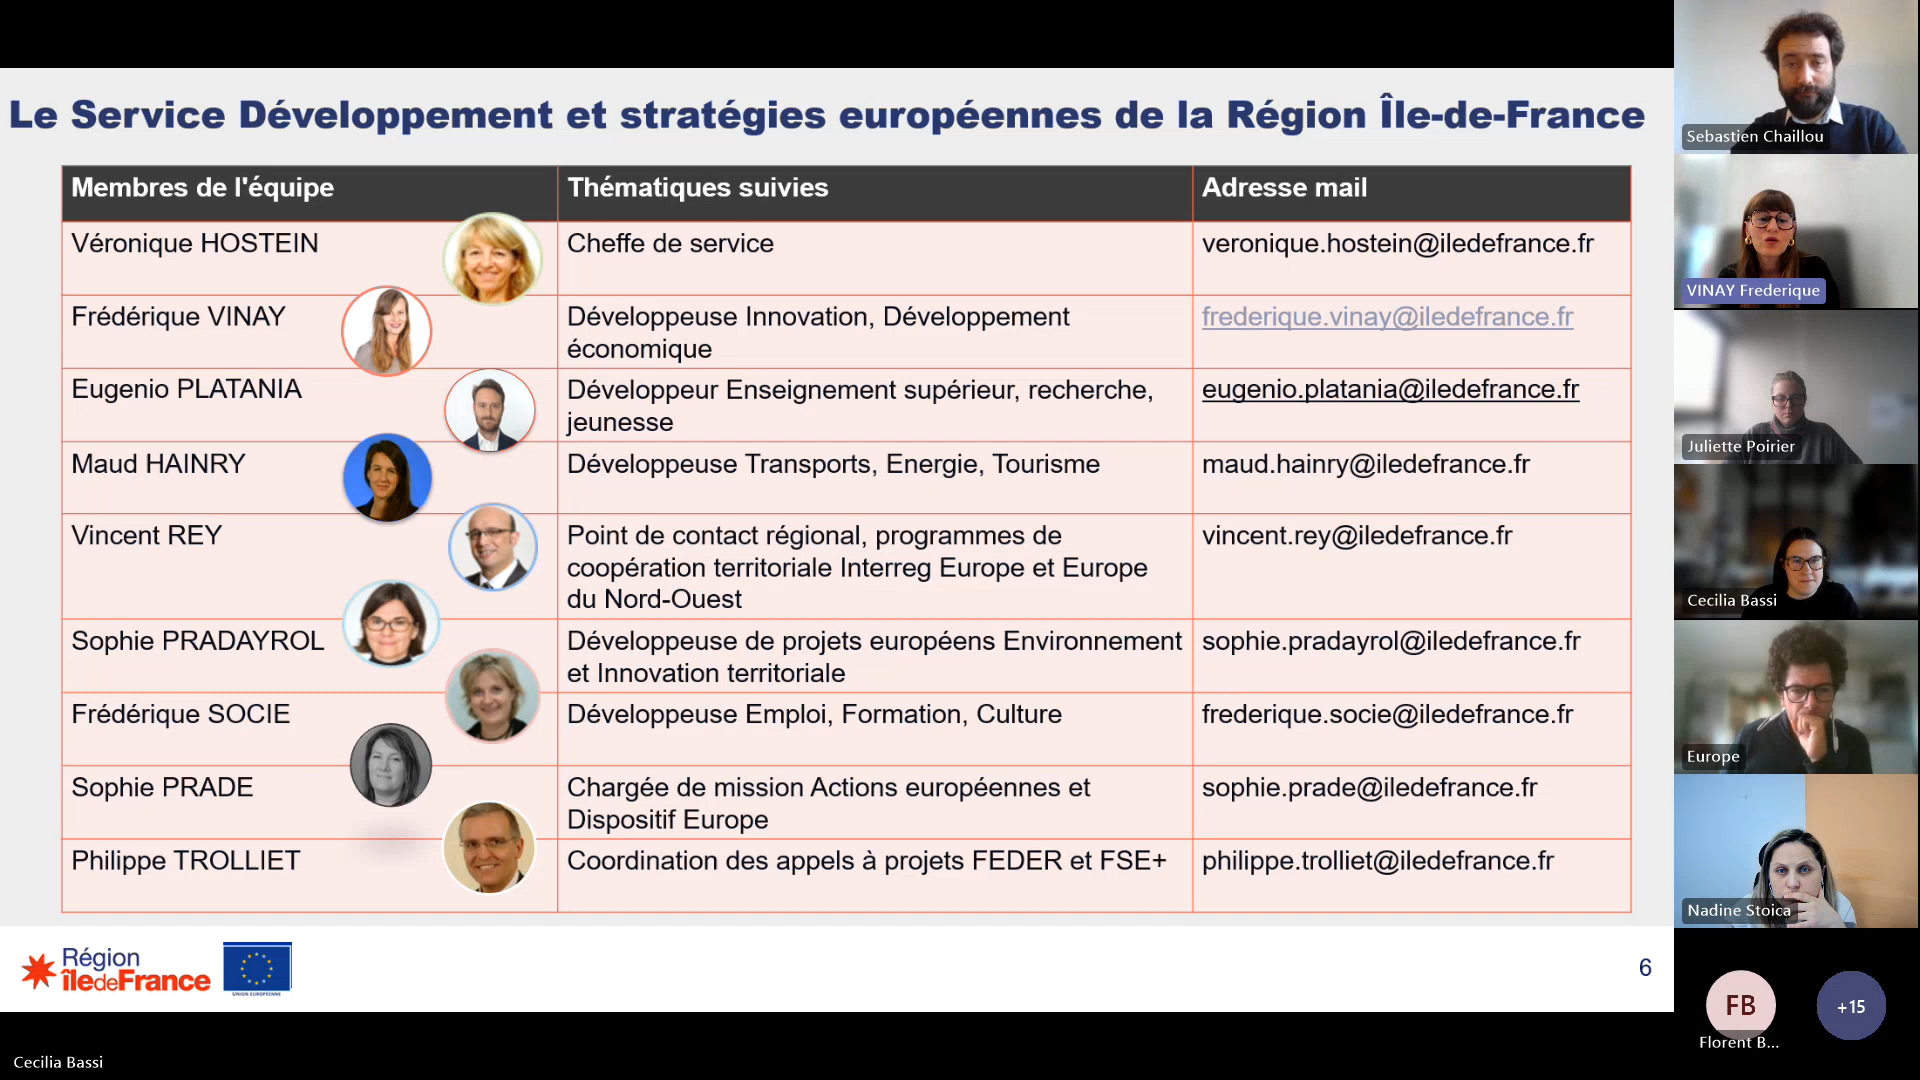 Le Service Développement et stratégies européennes de la Région Île-de-France
Membres de l'équipe
Thématiques suivies
Adresse mail
Véronique HOSTEIN
Cheffe de service
veronique.hostein@iledefrance.fr
Frédérique VINAY
Développeuse Innovation, Développement
économique
frederique.vinay@iledefrance.fr
Eugenio PLATANIA
Développeur Enseignement supérieur, recherche,
jeunesse
eugenio.platania@iledefrance.fr
Maud HAINRY
Développeuse Transports, Energie, Tourisme
maud.hainry@iledefrance.fr
Vincent REY
Point de contact régional, programmes de
coopération territoriale Interreg Europe et Europe
du Nord-Ouest
vincent.rey@iledefrance.fr
Sophie PRADAYROL
Développeuse de projets européens Environnement
et Innovation territoriale
sophie.pradayrol@iledefrance.fr
Frédérique SOCIE
Développeuse Emploi, Formation, Culture
frederique.socie@iledefrance.fr
Sophie PRADE
Chargée de mission Actions européennes et
Dispositif Europe
sophie.prade@iledefrance.fr
Philippe TROLLIET
Coordination des appels à projets FEDER et FSE+
philippe.trolliet@iledefrance.fr
Région
îledeFrance
UNION EUROPÉENNE
6
Cecilia Bassi
Sebastien Chaillou
VINAY Frederique
Juliette Poirier
Cecilia Bassi
Europe
Nadine Stoica
FB
Florent B...
+15